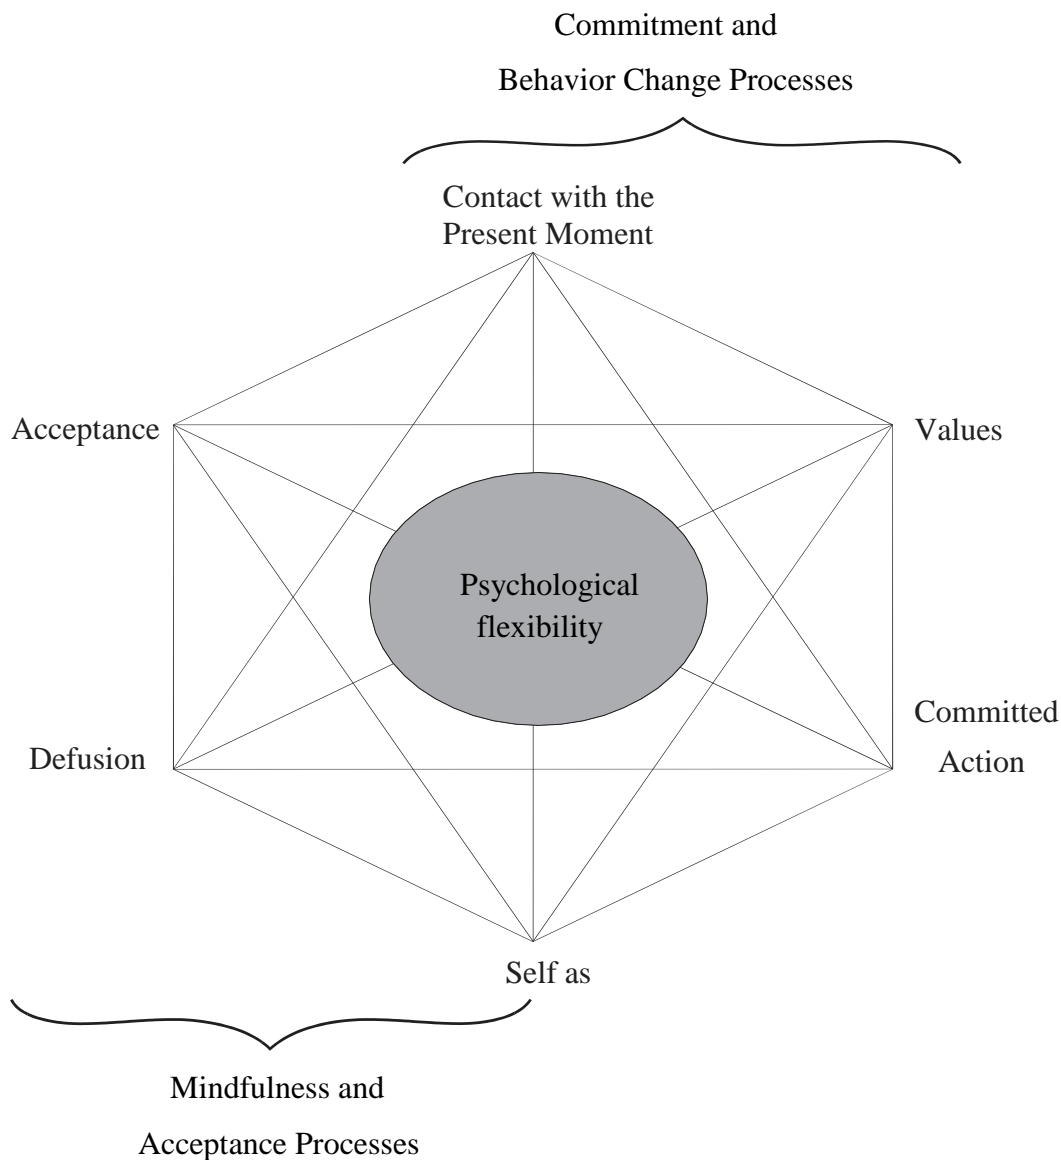 Commitment and
Behavior Change Processes
Contact with the
Present Moment
Acceptance
Values
Psychological
flexibility
Committed
Action
Defusion
Self as
Mindfulness and
Acceptance Processes